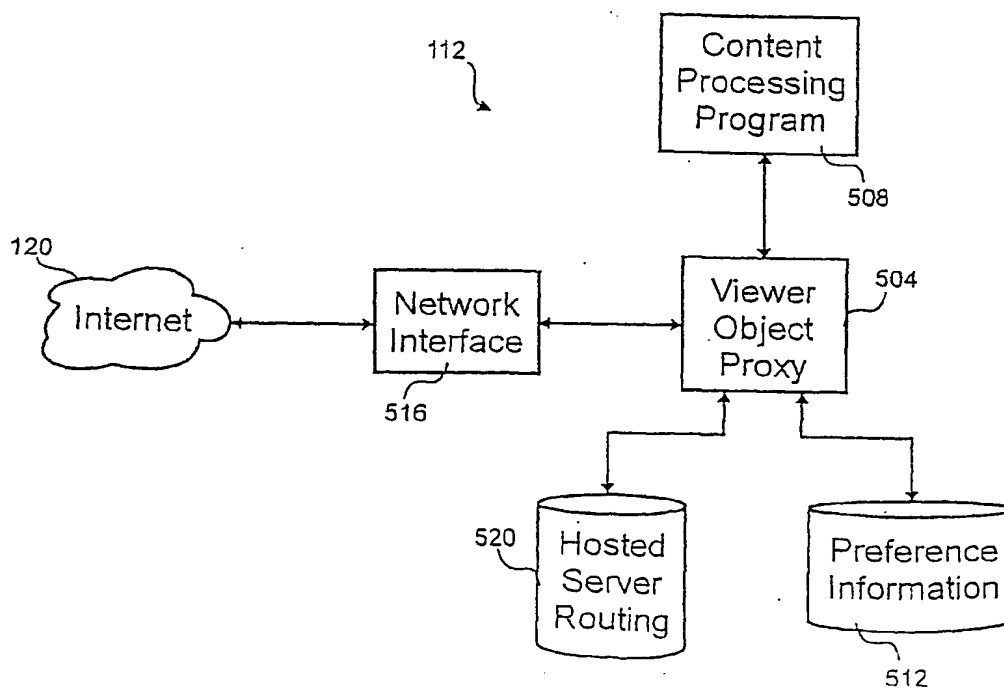 112
Content
Processing
Program
508
120
Internet
Network
Interface
516
Viewer
Object
Proxy
504
520
Hosted
Server
Routing
Preference
Information
512